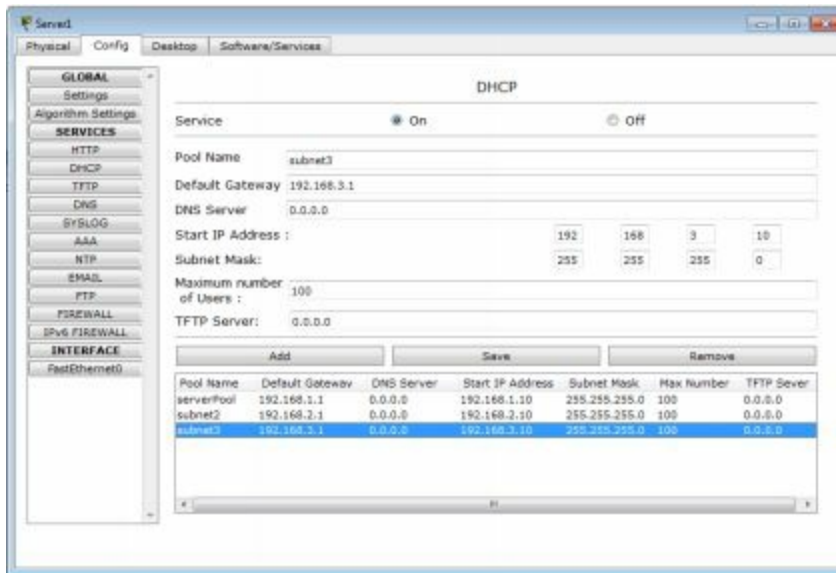 Server1
Physical Config Desktop Software/Services
GLOBAL
Settings
Algorithm Settings
SERVICES
HTTP
DHCP
TFTP
DNS
SYSLOG
AAA
NTP
EMAIL
FTP
FIREWALL
IPv6 FIREWALL
INTERFACE
FastEthernet0
DHCP
Service On Off
Pool Name subnet3
Default Gateway 192.168.3.1
DNS Server 0.0.0.0
Start IP Address : 192 168 3 10
Subnet Mask: 255 255 255 0
Maximum number
of Users : 100
TFTP Server: 0.0.0.0
Add Save Remove
Pool Name Default Gateway DNS Server Start IP Address Subnet Mask Max Number TFTP Sever
serverPool 192.168.1.1 0.0.0.0 192.168.1.10 255.255.255.0 100 0.0.0.0
subnet2 192.168.2.1 0.0.0.0 192.168.2.10 255.255.255.0 100 0.0.0.0
subnet3 192.168.3.1 0.0.0.0 192.168.3.10 255.255.255.0 100 0.0.0.0